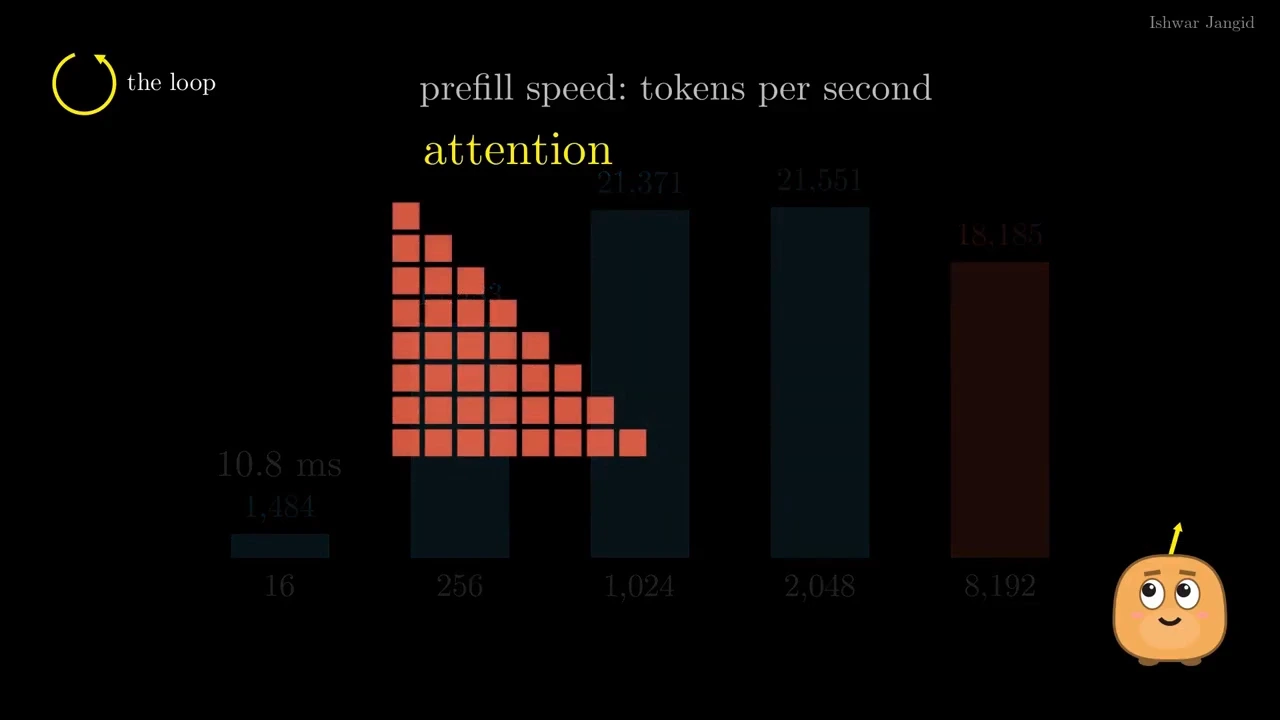 Ishwar Jangid
the loop
prefill speed: tokens per second
attention
21,371
21,551
18,185
10.8 ms
1,484
16
256
1,024
2,048
8,192